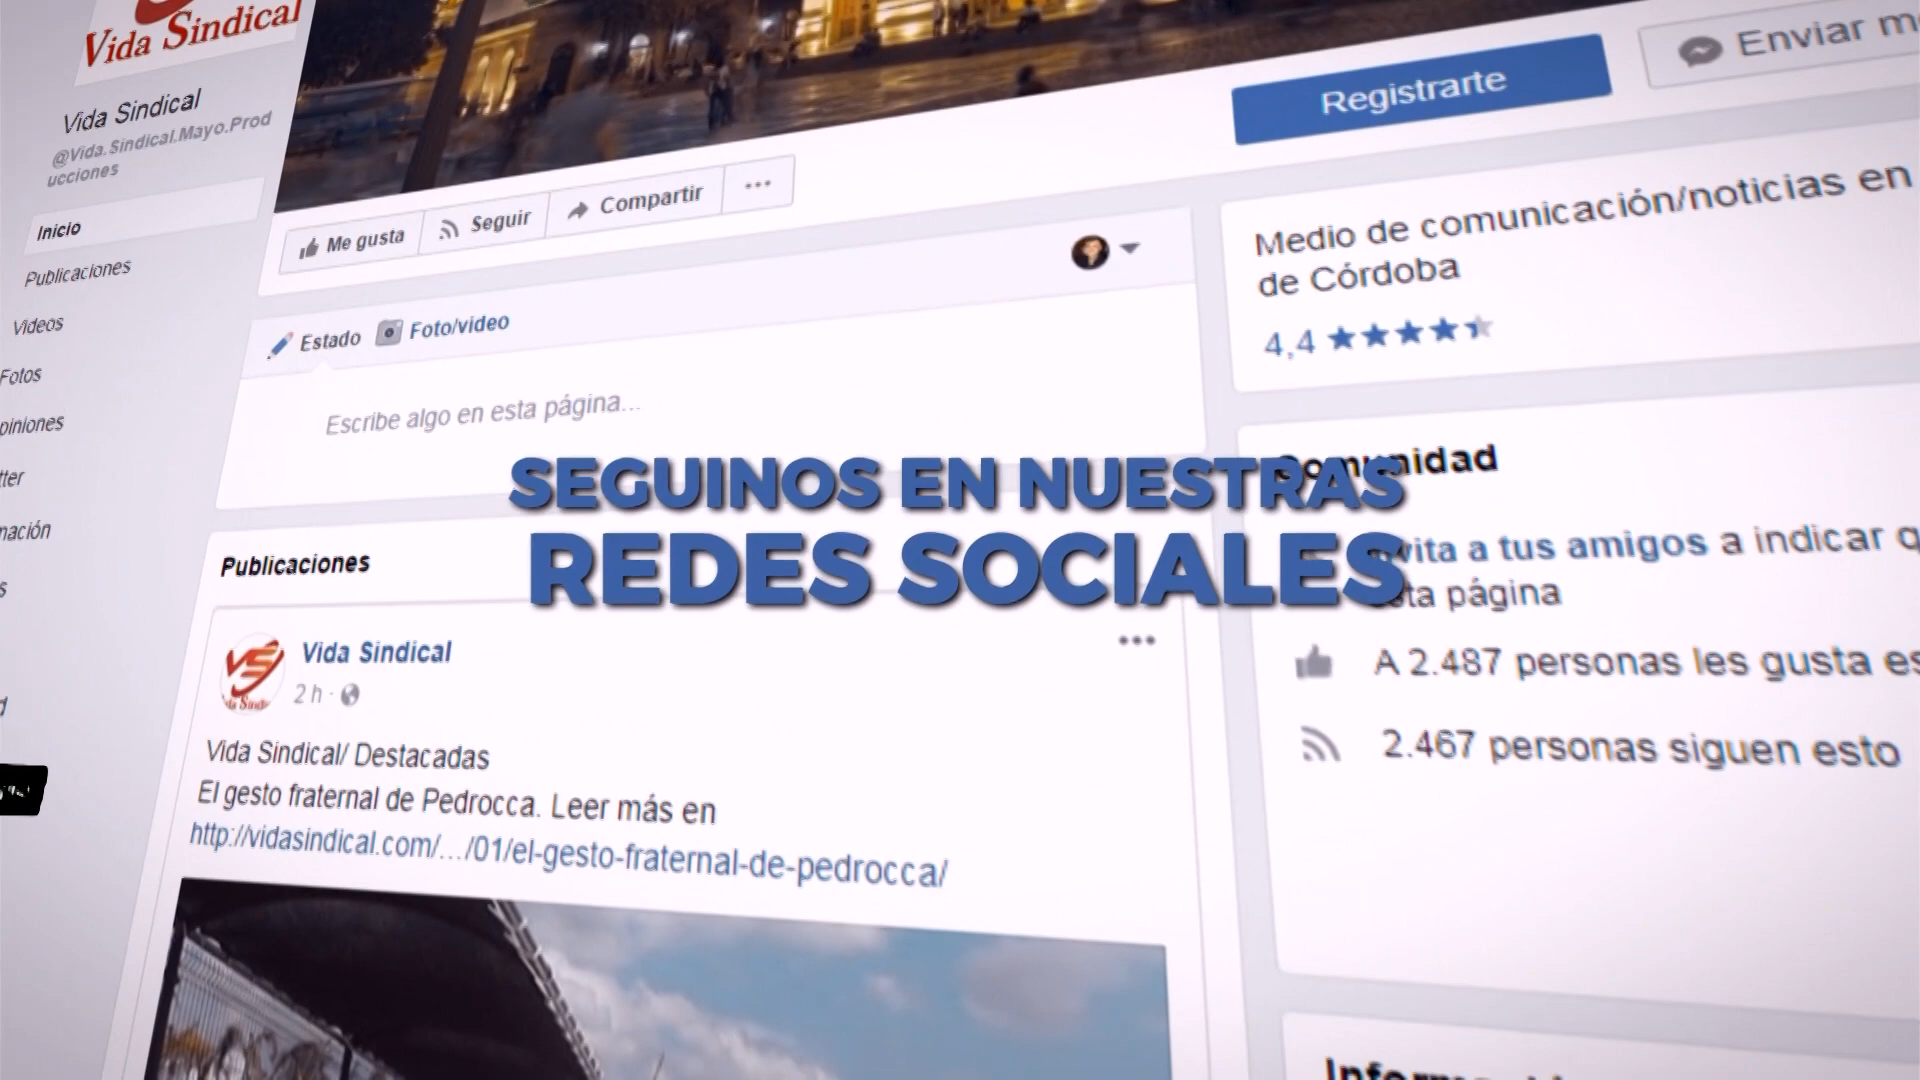 Vida Sindical
Vida Sindical
@Vida.Sindical.Mayo.Prod
ucciones
Inicio
Publicaciones
Videos
Fotos
Me gusta
Seguir
Compartir
Registrarte
Enviar
Estado
Foto/video
Escribe algo en esta página...
Medio de comunicación/noticias en
de Córdoba
4,4
SEGUINOS EN NUESTRAS
REDES SOCIALES
Comunidad
a tus amigos a indicar
página
A 2.487 personas les gusta
2.467 personas siguen esto
Publicaciones
Vida Sindical
2 h
Vida Sindical/ Destacadas
El gesto fraternal de Pedrocca. Leer más en
http://vidasindical.com/.../01/el-gesto-fraternal-de-pedrocca/